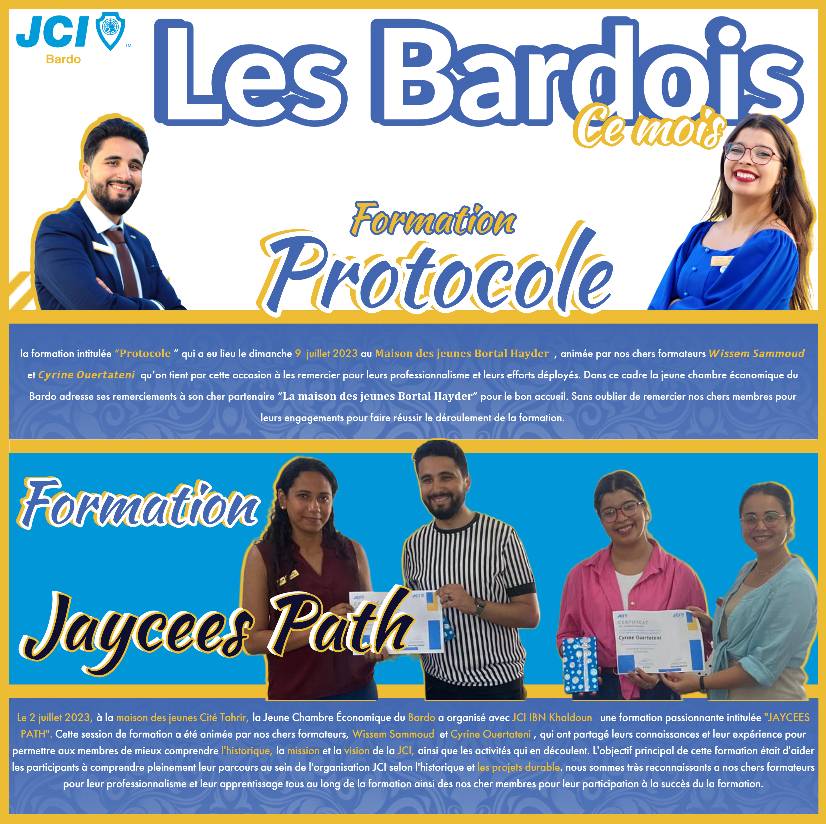 JCI
Bardo
Les Bardois
Ce mois
Formation
Protocole
la formation intitulée "Protocole " qui a eu lieu le dimanche 9 juillet 2023 au Maison des jeunes Bortal Hayder , animée par nos chers formateurs Wissem Sammoud
et Cyrine Ouertateni qu'on tient par cette occasion à les remercier pour leurs professionnalisme et leurs efforts déployés. Dans ce cadre la jeune chambre économique du
Bardo adresse ses remerciements à son cher partenaire "La maison des jeunes Bortal Hayder" pour le bon accueil. Sans oublier de remercier nos chers membres pour
leurs engagements pour faire réussir le déroulement de la formation.
Formation
Jaycees Path
CERTIFICAT
Cyrine Ouertateni
Le 2 juillet 2023, à la maison des jeunes Cité Tahrir, la Jeune Chambre Économique du Bardo a organisé avec JCI IBN Khaldoun une formation passionnante intitulée "JAYCEES
PATH". Cette session de formation a été animée par nos chers formateurs, Wissem Sammoud et Cyrine Ouertateni , qui ont partagé leurs connaissances et leur expérience pour
permettre aux membres de mieux comprendre l'historique, la mission et la vision de la JCI, ainsi que les activités qui en découlent. L'objectif principal de cette formation était d'aider
les participants à comprendre pleinement leur parcours au sein de l'organisation JCI selon l'historique et les projets durable. nous sommes très reconnaissants a nos chers formateurs
pour leur professionnalisme et leur apprentissage tous au long de la formation ainsi des nos cher membres pour leur participation à la succès du la formation.